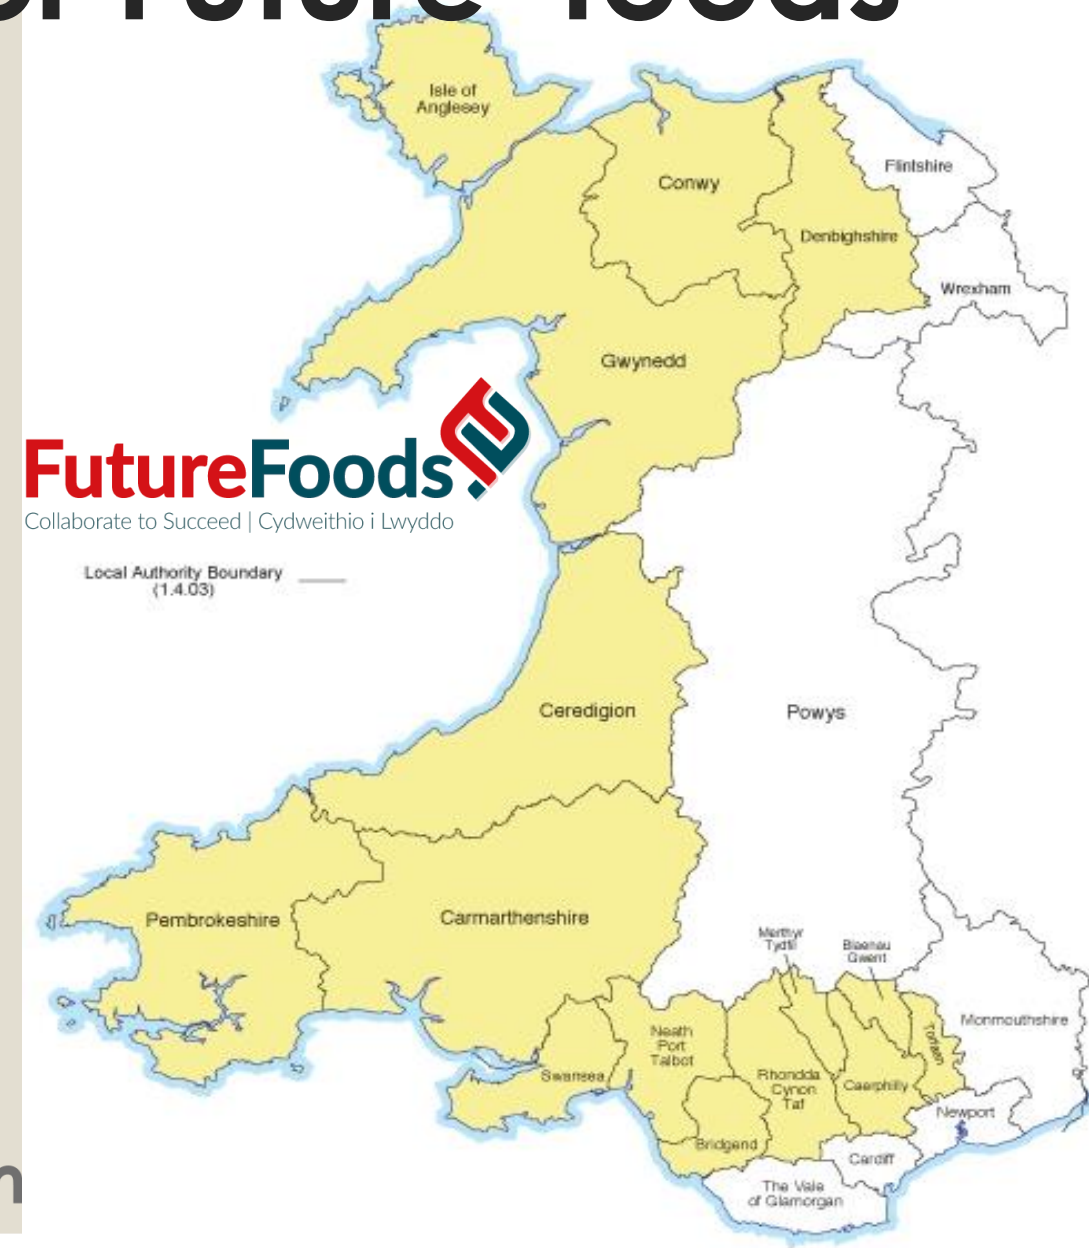 Future foods
Isle of
Anglesey
Flintshire
Conwy
Denbighshire
Wrexham
Gwynedd
FutureFoods
Collaborate to Succeed | Cydweithio i Lwyddo
Local Authority Boundary
(1.4.03)
Ceredigion
Powys
Pembrokeshire
Carmarthenshire
Merthyr
Tydfil
Blaenau
Gwent
Monmouthshire
Torfaen
Neath
Port
Talbot
Swansea
Rhondda
Cynon
Taf
Caerphilly
Newport
Bridgend
Cardiff
The Vale
of Glamorgan